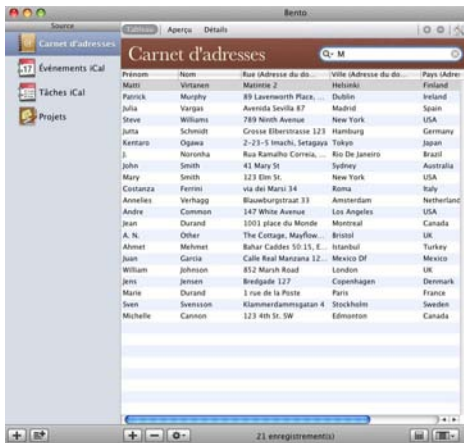 Bento
Source
Tableau Aperçu Détails
Carnet d'adresses
Événements iCal
Tâches iCal
Projets
Carnet d'adresses
M
Prénom Nom Rue (Adresse du do... Ville (Adresse du do... Pays (Adre
Matti Virtanen Matintie 2 Helsinki Finland
Patrick Murphy 89 Lavenworth Place, ... Dublin Ireland
Julia Vargas Avenida Sevilla 87 Madrid Spain
Steve Williams 789 Ninth Avenue New York USA
Jutta Schmidt Grosse Elberstrasse 123 Hamburg Germany
Kentaro Ogawa 2-23-5 Imachi, Setagaya Tokyo Japan
J. Noronha Rua Ramalho Correia, ... Rio De Janeiro Brazil
John Smith 41 Mary St Sydney Australia
Mary Smith 123 Elm St. New York USA
Costanza Ferrini via dei Marsi 34 Roma Italy
Annelies Verhagg Blauwburgstraat 33 Amsterdam Netherland
Andre Common 147 White Avenue Los Angeles USA
Jean Durand 1001 place du Monde Montreal Canada
A. N. Other The Cottage, Mayflow... Bristol UK
Ahmet Mehmet Bahar Caddes 50:15, E... Istanbul Turkey
Juan Garcia Calle Real Manzana 12... Mexico Df Mexico
William Johnson 852 Marsh Road London UK
Jens Jensen Bredgade 127 Copenhagen Denmark
Marie Durand 1 rue de la Poste Paris France
Sven Svensson Klammerdammsgatan 4 Stockholm Sweden
Michelle Cannon 123 4th St. SW Edmonton Canada
21 enregistrement(s)